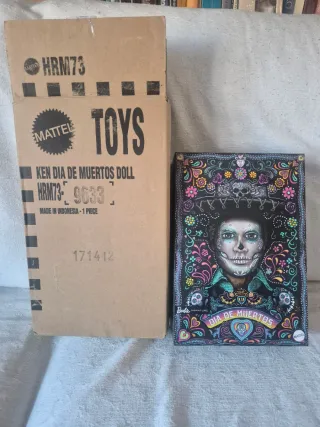 HRM73
MATTEL
TOYS
KEN DIA DE MUERTOS DOLL
HRM73-
9633
MADE IN INDONESIA - 1 PIECE
171412
Barbie
DIA DE MUERTOS